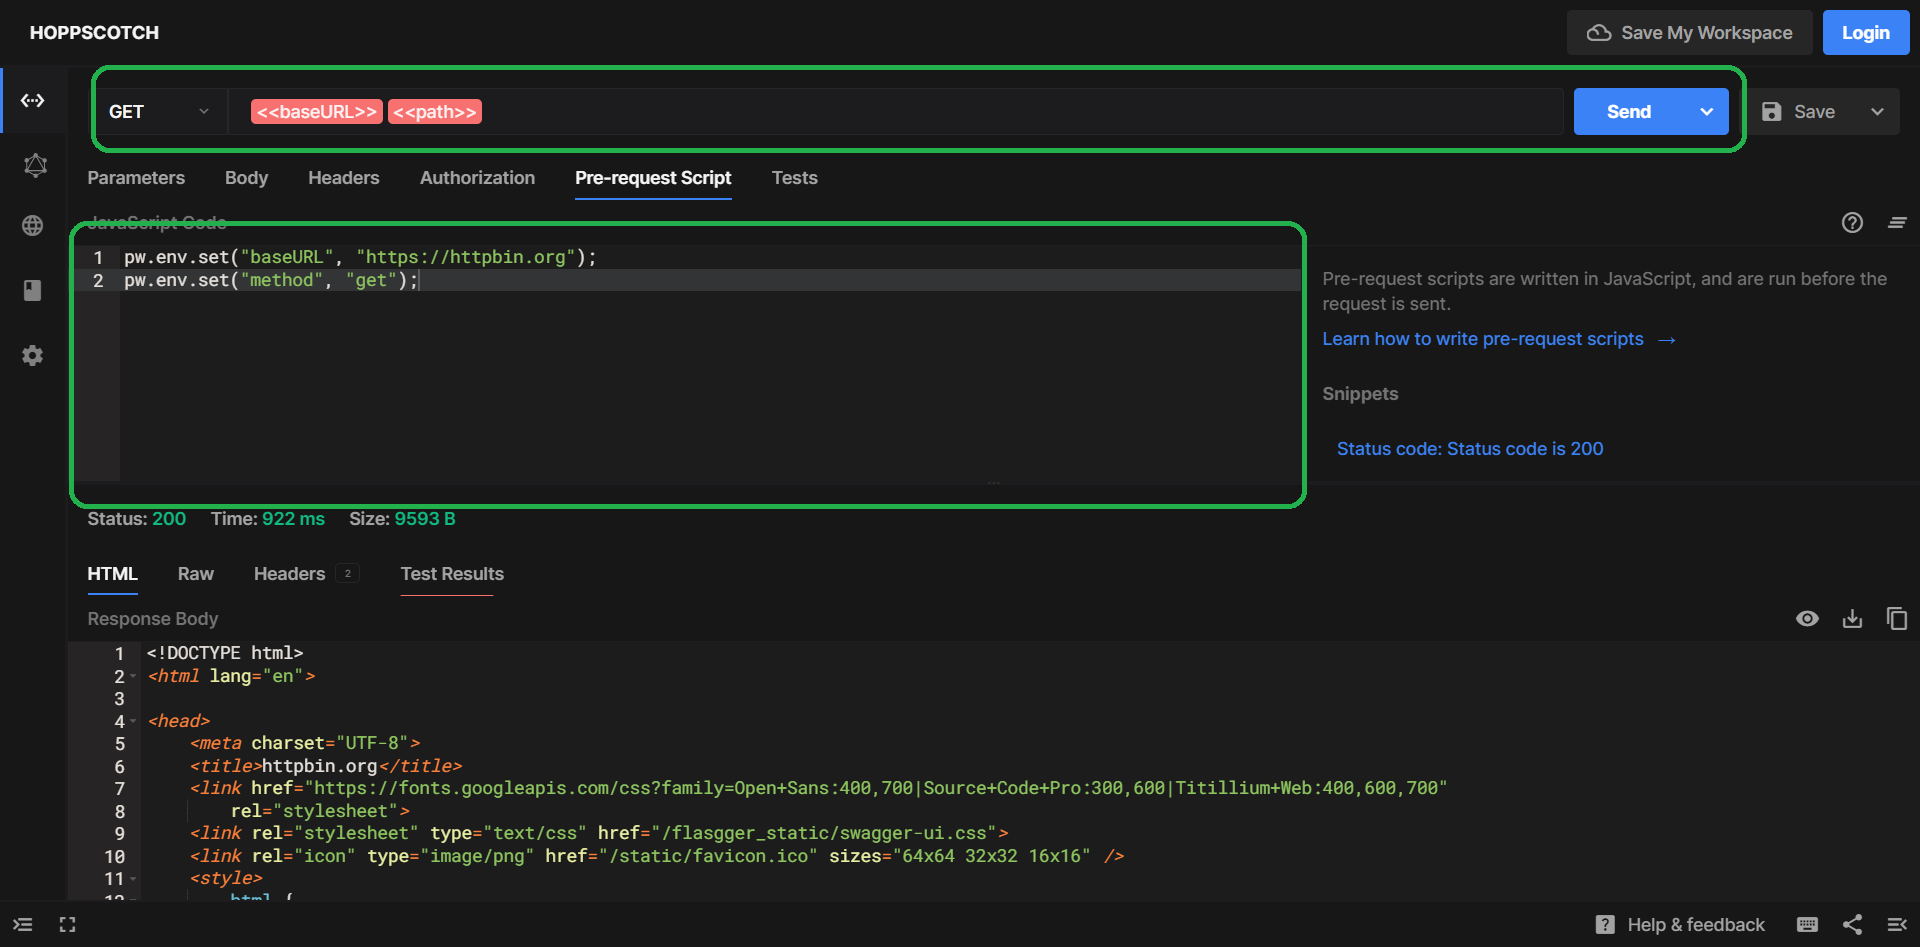 HOPPSCOTCH
Save My Workspace
Login
GET
<<baseURL>> <<path>>
Send
Save
Parameters Body Headers Authorization Pre-request Script Tests
JavaScript Code
1 pw.env.set("baseURL", "https://httpbin.org");
2 pw.env.set("method", "get");
Pre-request scripts are written in JavaScript, and are run before the
request is sent.
Learn how to write pre-request scripts →
Snippets
Status code: Status code is 200
Status: 200 Time: 922 ms Size: 9593 B
HTML Raw Headers 2 Test Results
Response Body
1 <!DOCTYPE html>
2 <html lang="en">
3
4 <head>
5 <meta charset="UTF-8">
6 <title>httpbin.org</title>
7 <link href="https://fonts.googleapis.com/css?family=Open+Sans:400,700|Source+Code+Pro:300,600|Titillium+Web:400,600,700"
8 rel="stylesheet">
9 <link rel="stylesheet" type="text/css" href="/flasgger_static/swagger-ui.css">
10 <link rel="icon" type="image/png" href="/static/favicon.ico" sizes="64x64 32x32 16x16" />
11 <style>
12 html {
Help & feedback